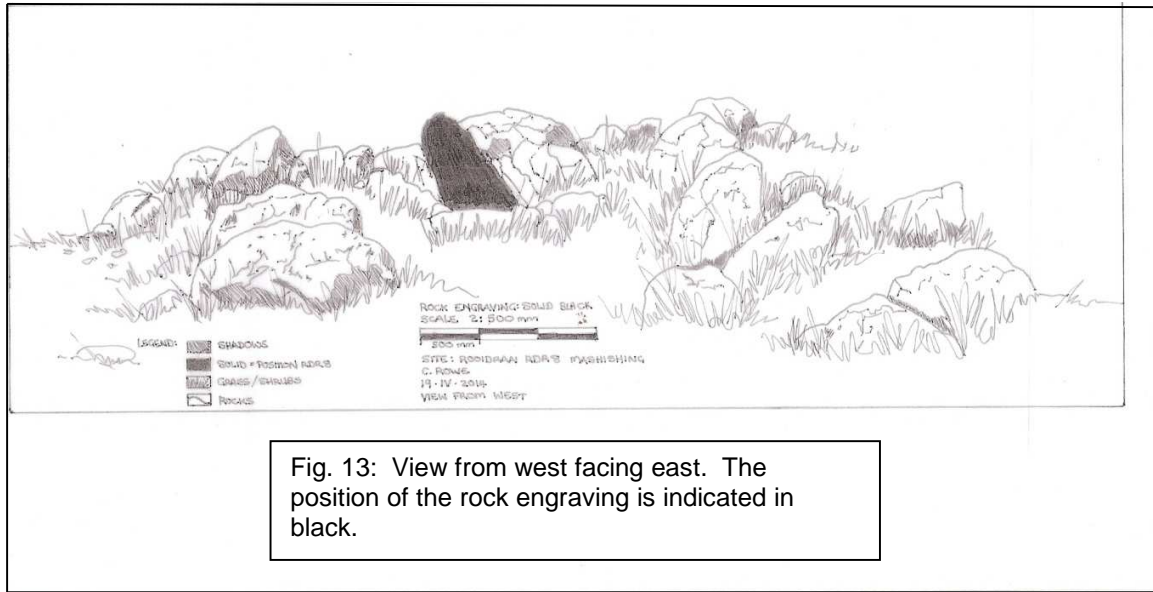 ROCK ENGRAVING: SOLID BLACK
SCALE 2:500 mm
500 mm
SITE: ROOIDRAAI RDR8 MASHISHING
C. ROWE
19·IV·2014
VIEW FROM WEST
LEGEND:
SHADOWS
SOLID = POSITION RDR8
GRASS/SHRUBS
ROCKS
Fig. 13: View from west facing east. The
position of the rock engraving is indicated in
black.